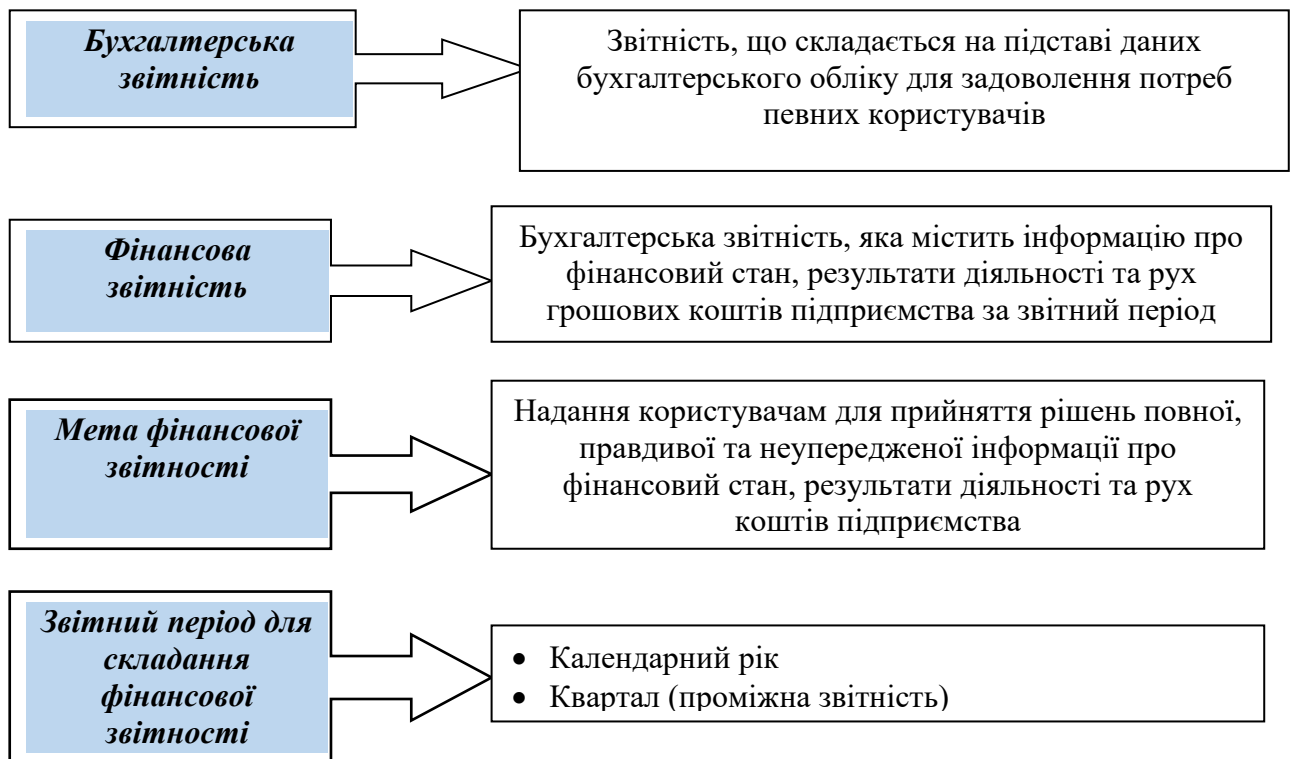 Бухгалтерська
звітність
Звітність, що складається на підставі даних
бухгалтерського обліку для задоволення потреб
певних користувачів
Фінансова
звітність
Бухгалтерська звітність, яка містить інформацію про
фінансовий стан, результати діяльності та рух
грошових коштів підприємства за звітний період
Мета фінансової
звітності
Надання користувачам для прийняття рішень повної,
правдивої та неупередженої інформації про
фінансовий стан, результати діяльності та рух
коштів підприємства
Звітний період для
складання
фінансової
звітності
• Календарний рік
• Квартал (проміжна звітність)